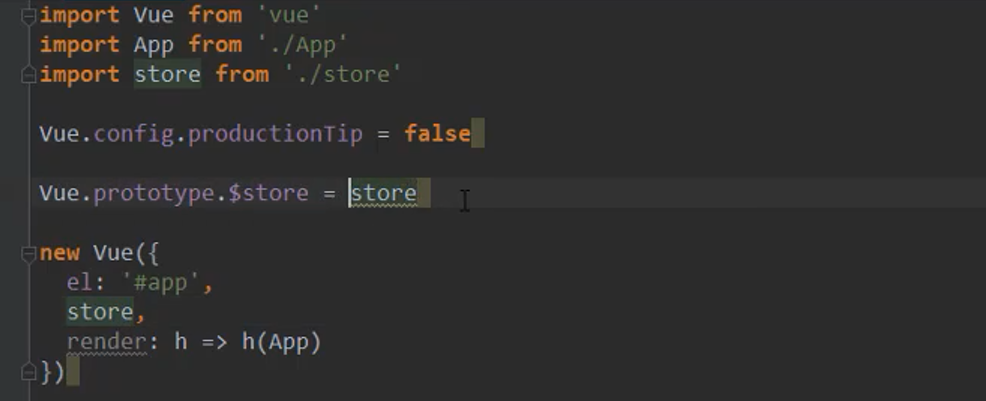 import Vue from 'vue'
import App from './App'
import store from './store'
Vue.config.productionTip = false
Vue.prototype.$store = store
new Vue({
el: '#app',
store,
render: h => h(App)
})